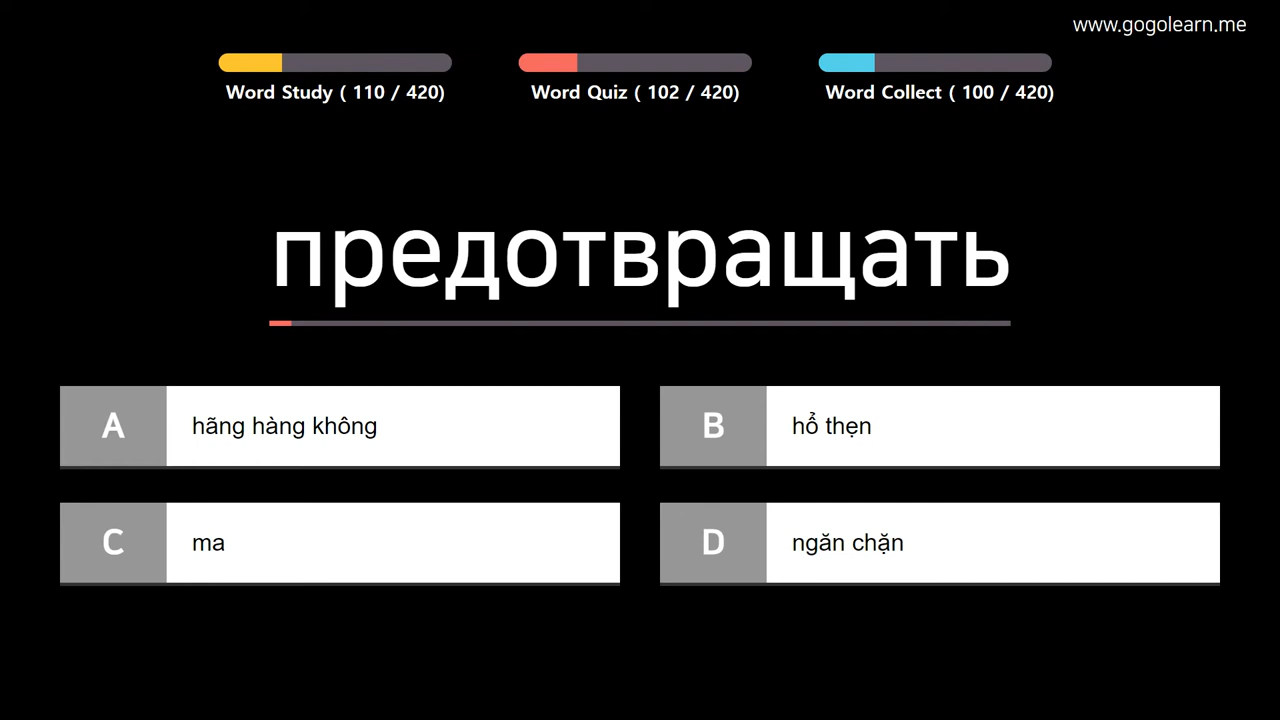 www.gogolearn.me
Word Study ( 110 / 420)
Word Quiz ( 102 / 420)
Word Collect ( 100 / 420)
предотвращать
A hãng hàng không
B hổ thẹn
C ma
D ngăn chặn